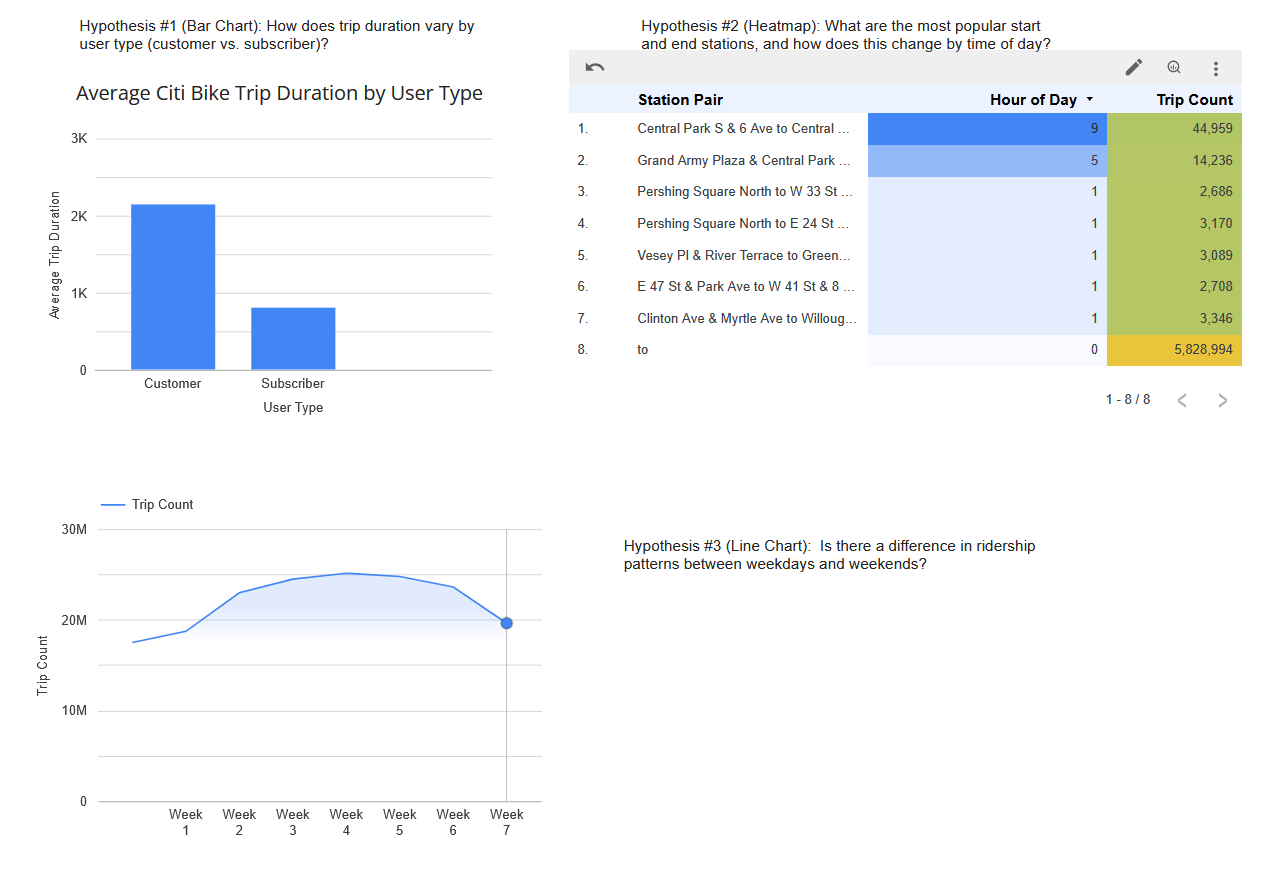 Hypothesis #1 (Bar Chart): How does trip duration vary by
user type (customer vs. subscriber)?
Average Citi Bike Trip Duration by User Type
3K
2K
1K
0
Average Trip Duration
Customer
Subscriber
User Type
Hypothesis #2 (Heatmap): What are the most popular start
and end stations, and how does this change by time of day?
Station Pair Hour of Day Trip Count
1. Central Park S & 6 Ave to Central ... 9 44,959
2. Grand Army Plaza & Central Park ... 5 14,236
3. Pershing Square North to W 33 St ... 1 2,686
4. Pershing Square North to E 24 St ... 1 3,170
5. Vesey Pl & River Terrace to Green... 1 3,089
6. E 47 St & Park Ave to W 41 St & 8 ... 1 2,708
7. Clinton Ave & Myrtle Ave to Willoug... 1 3,346
8. to 0 5,828,994
1 - 8 / 8
Trip Count
30M
20M
10M
0
Trip Count
Week 1
Week 2
Week 3
Week 4
Week 5
Week 6
Week 7
Hypothesis #3 (Line Chart):  Is there a difference in ridership
patterns between weekdays and weekends?